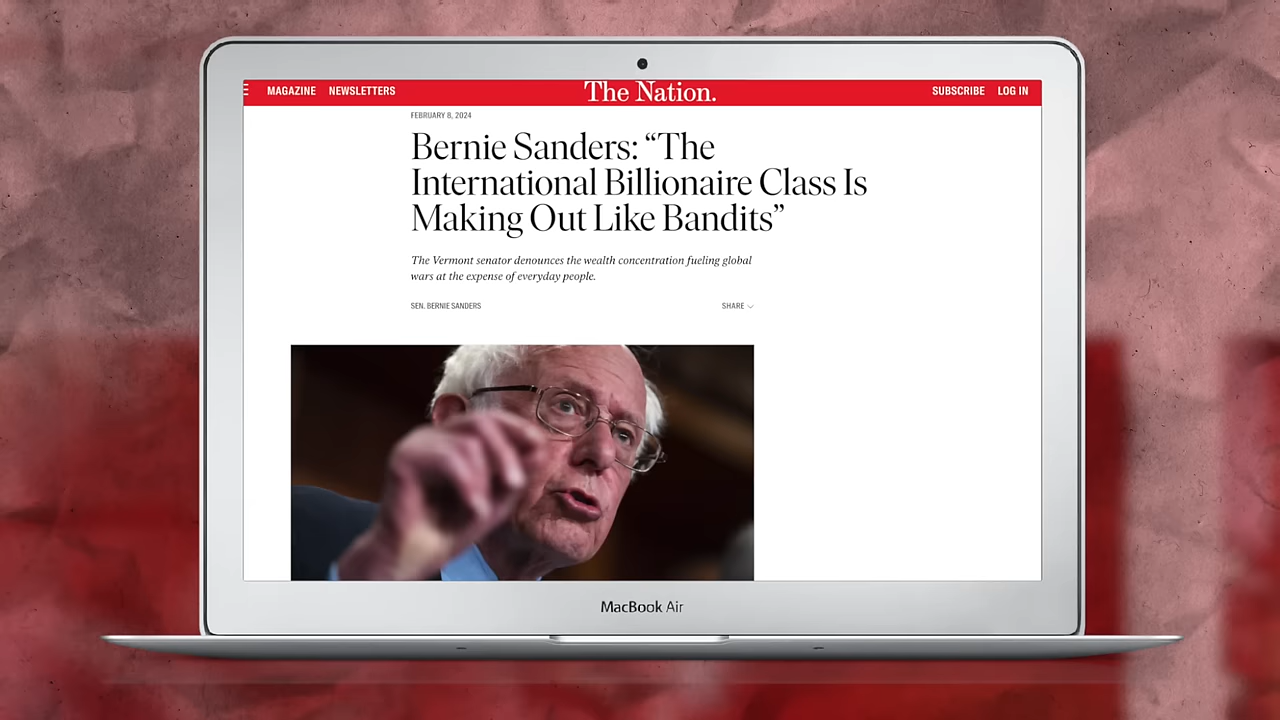 MAGAZINE NEWSLETTERS The Nation. SUBSCRIBE LOG IN
FEBRUARY 8, 2024
Bernie Sanders: “The
International Billionaire Class Is
Making Out Like Bandits”
The Vermont senator denounces the wealth concentration fueling global
wars at the expense of everyday people.
SEN. BERNIE SANDERS SHARE
MacBook Air